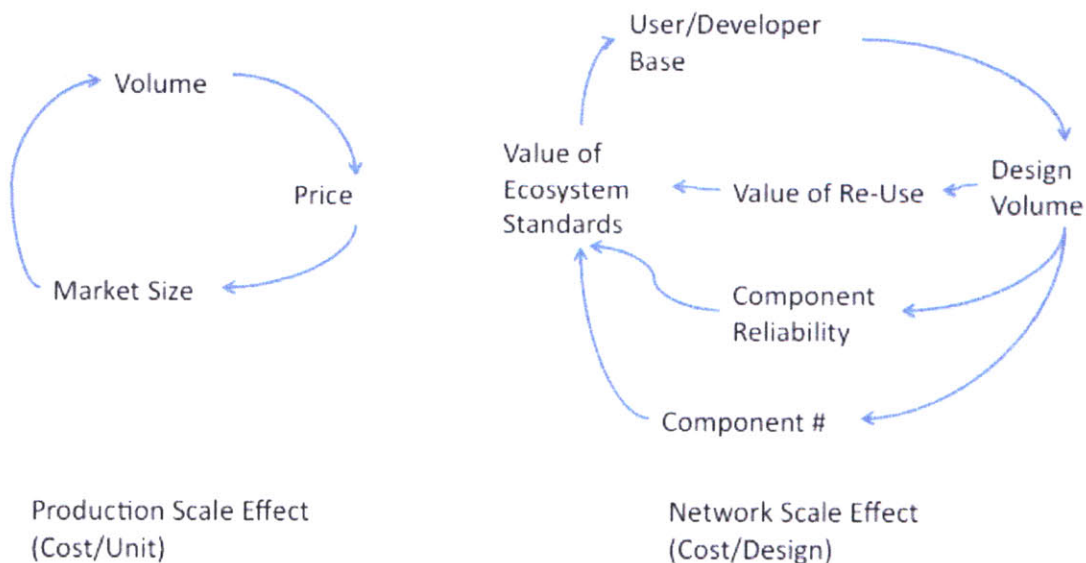 Volume
Price
Market Size
Production Scale Effect
(Cost/Unit)
User/Developer
Base
Value of
Ecosystem
Standards
Value of Re-Use
Design
Volume
Component
Reliability
Component #
Network Scale Effect
(Cost/Design)